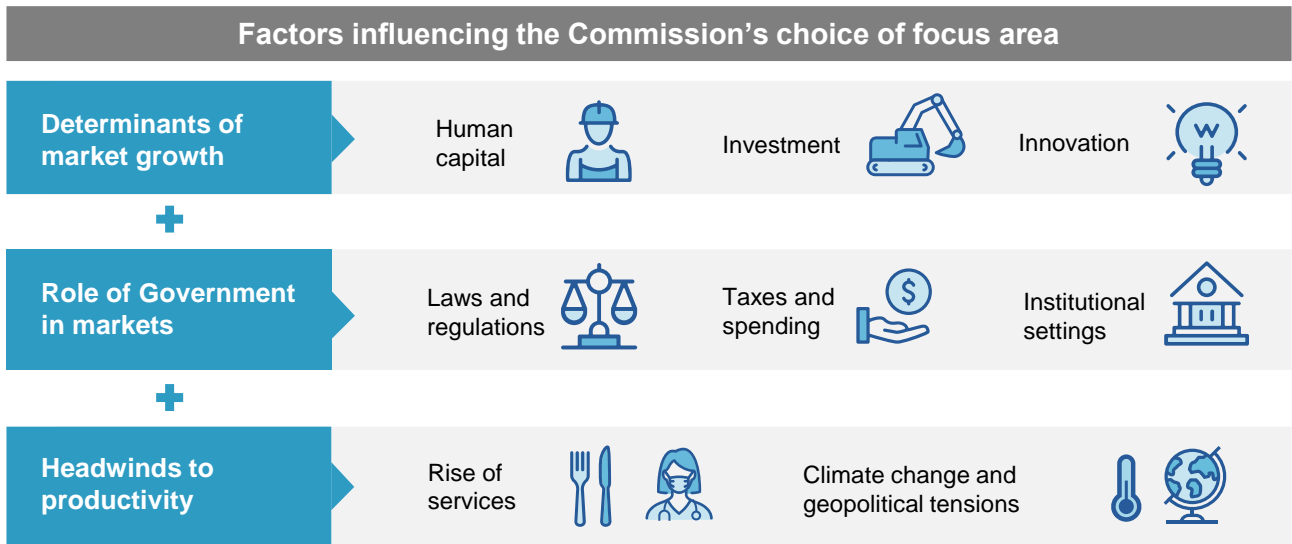 Factors influencing the Commission’s choice of focus area
Determinants of
market growth
Human
capital
Investment
Innovation
Role of Government
in markets
Laws and
regulations
Taxes and
spending
$
Institutional
settings
Headwinds to
productivity
Rise of
services
Climate change and
geopolitical tensions